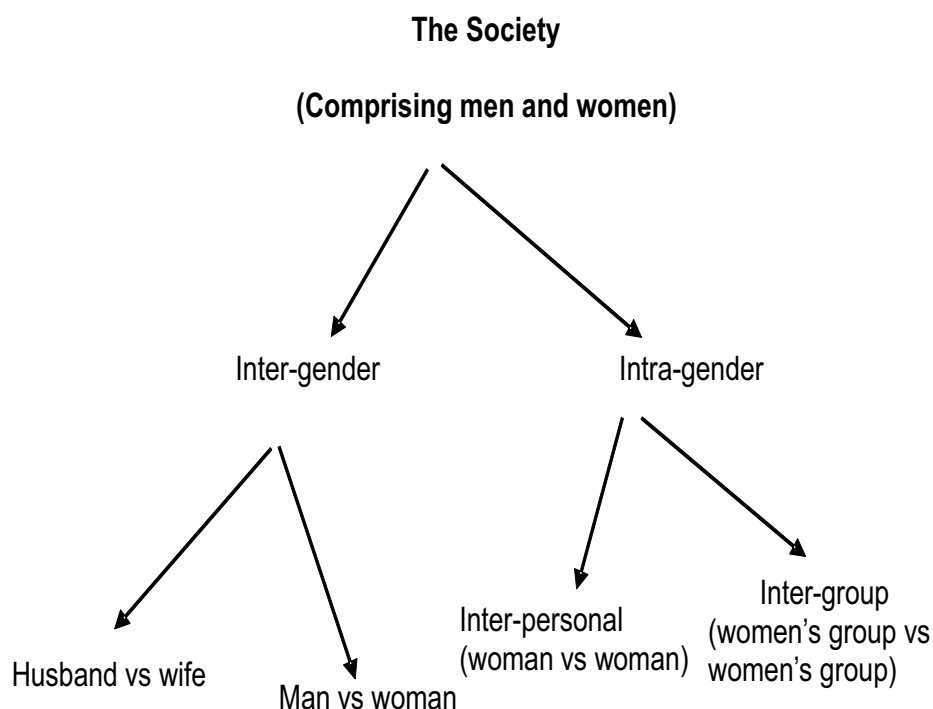 The Society
(Comprising men and women)
Inter-gender
Intra-gender
Husband vs wife
Man vs woman
Inter-personal
(woman vs woman)
Inter-group
(women’s group vs
women’s group)